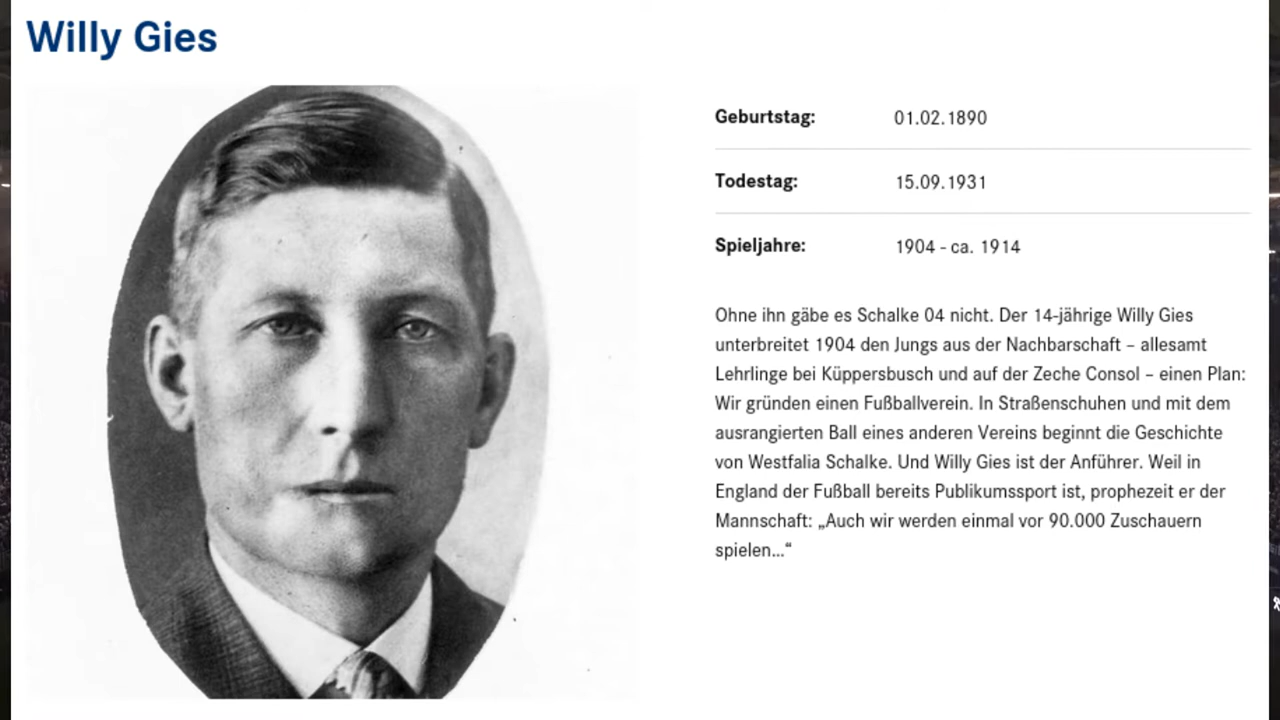 Willy Gies
Geburtstag: 01.02.1890
Todestag: 15.09.1931
Spieljahre: 1904 - ca. 1914
Ohne ihn gäbe es Schalke 04 nicht. Der 14-jährige Willy Gies
unterbreitet 1904 den Jungs aus der Nachbarschaft – allesamt
Lehrlinge bei Küppersbusch und auf der Zeche Consol – einen Plan:
Wir gründen einen Fußballverein. In Straßenschuhen und mit dem
ausrangierten Ball eines anderen Vereins beginnt die Geschichte
von Westfalia Schalke. Und Willy Gies ist der Anführer. Weil in
England der Fußball bereits Publikumssport ist, prophezeit er der
Mannschaft: „Auch wir werden einmal vor 90.000 Zuschauern
spielen...“